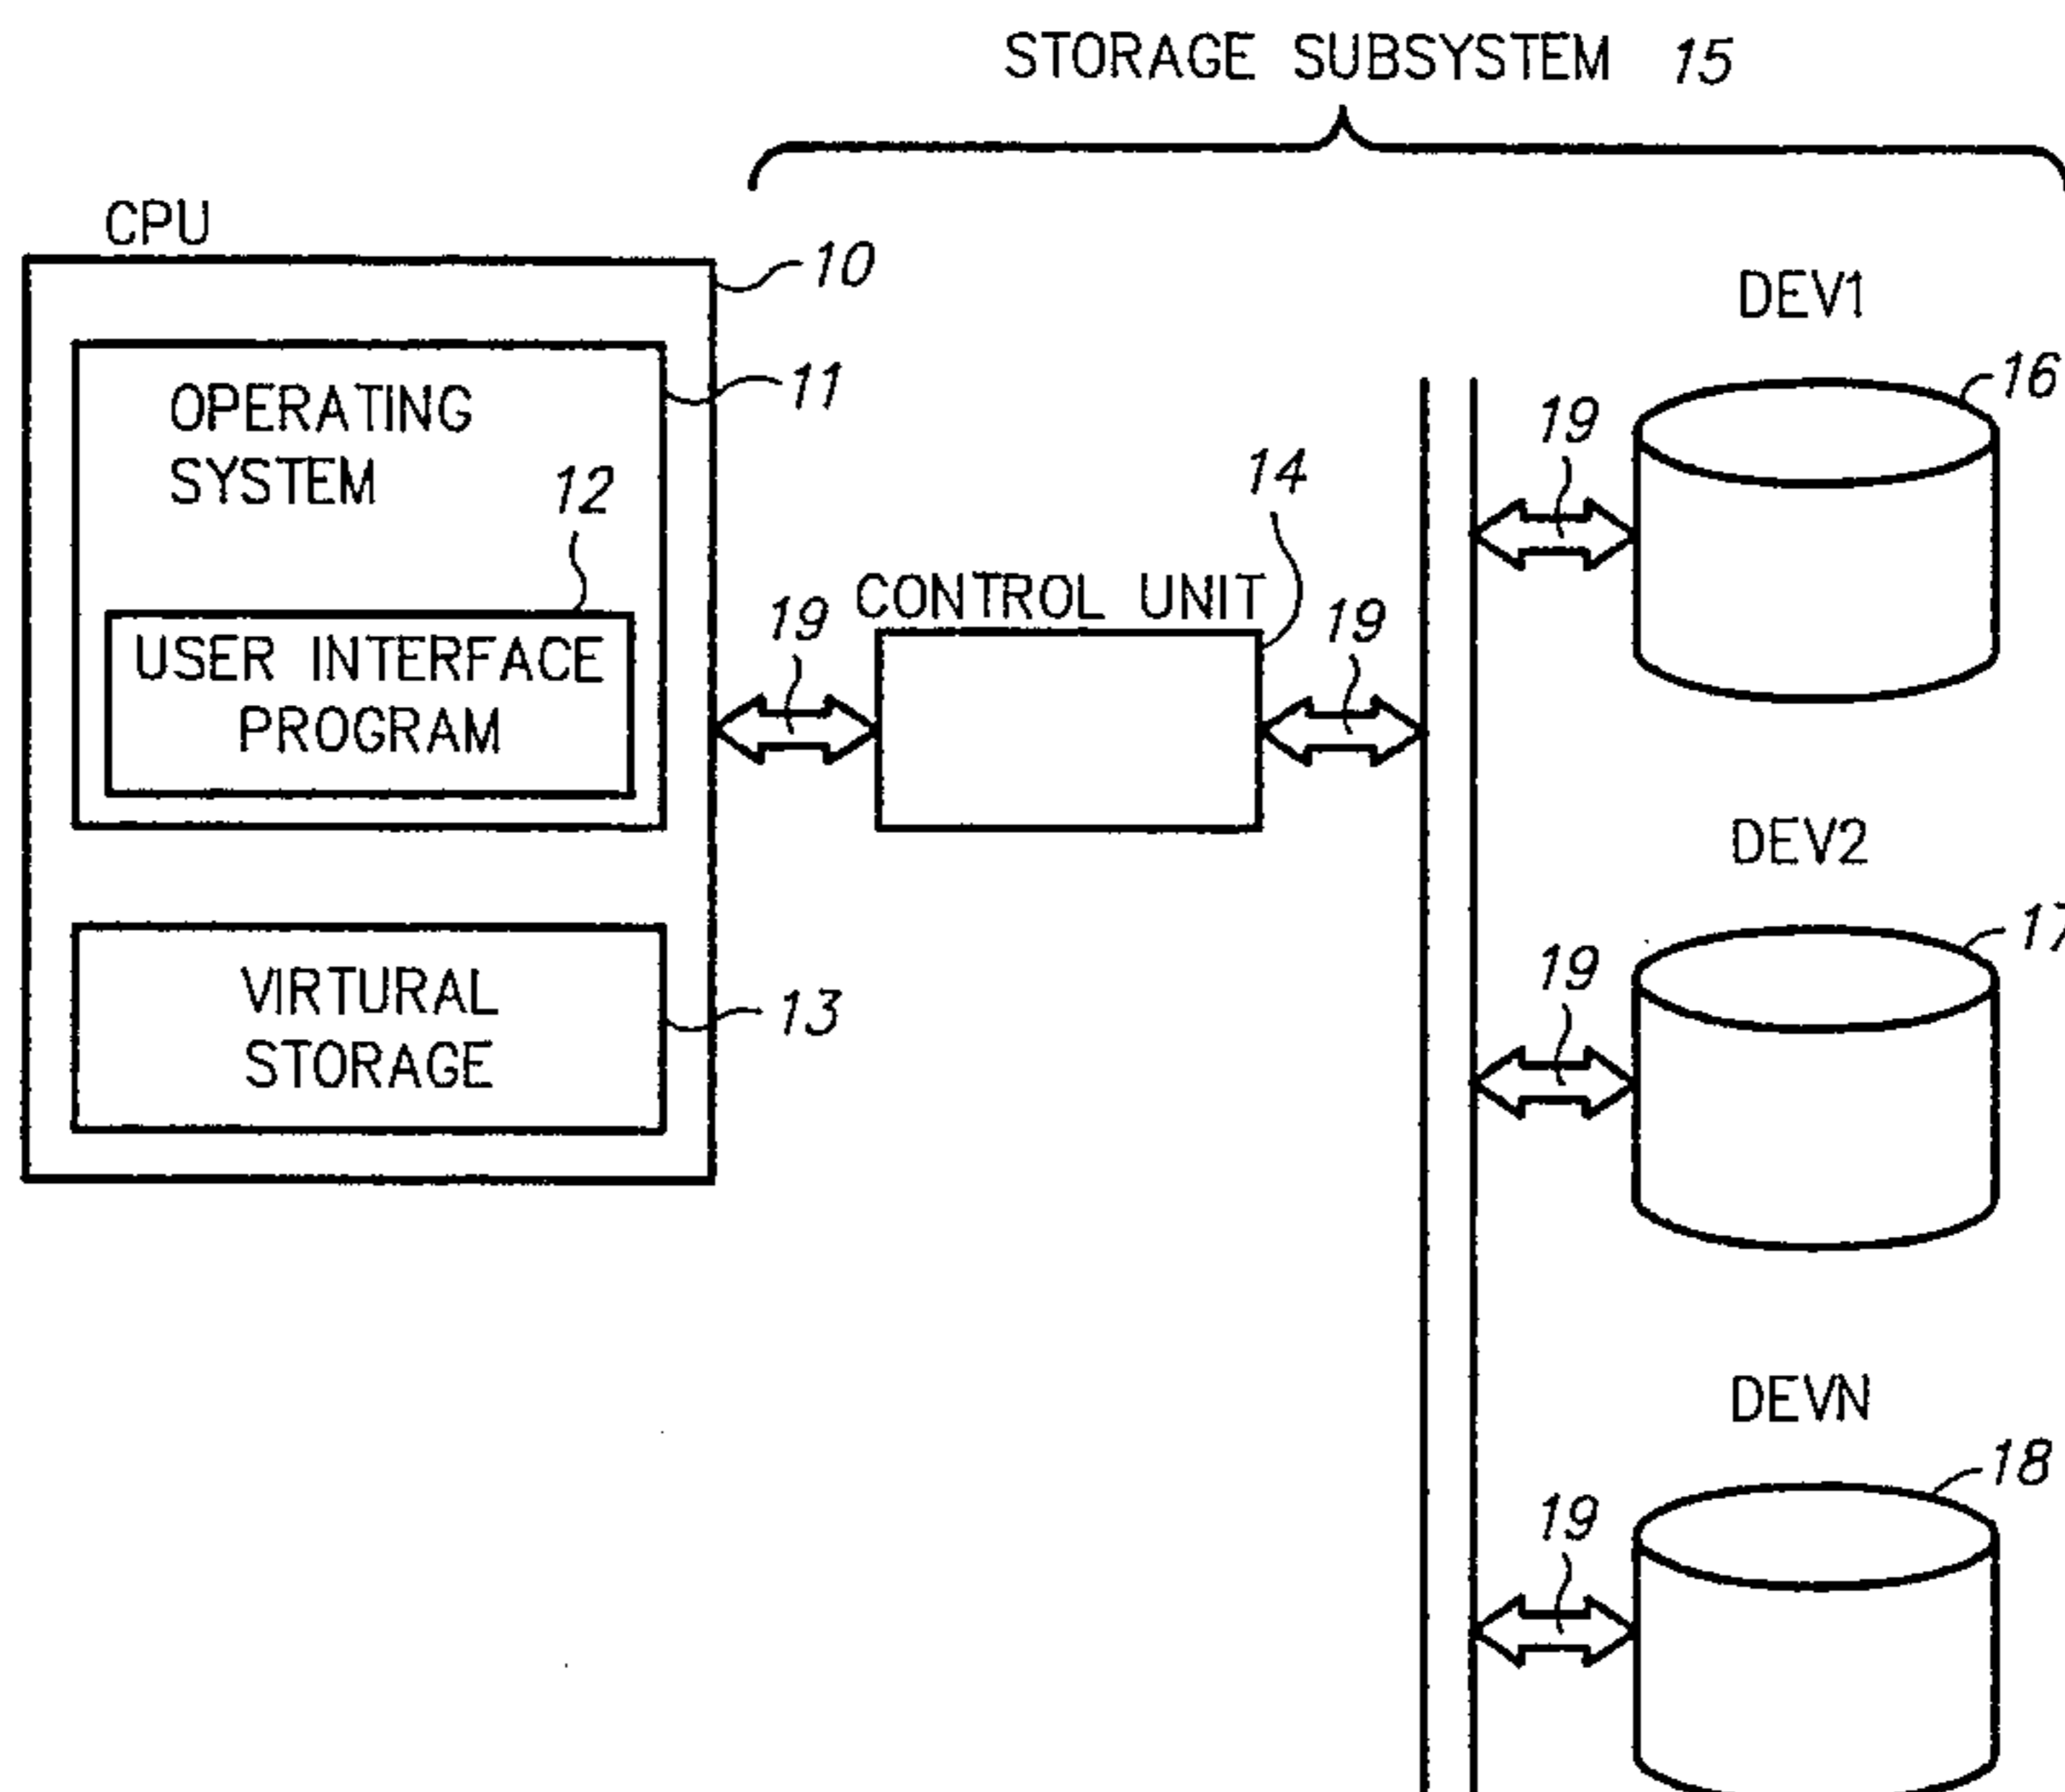 STORAGE SUBSYSTEM 15
CPU
10
OPERATING
SYSTEM
11
12
USER INTERFACE
PROGRAM
VIRTURAL
STORAGE
13
19
CONTROL UNIT
14
19
DEV1
16
19
DEV2
17
19
DEVN
18
19